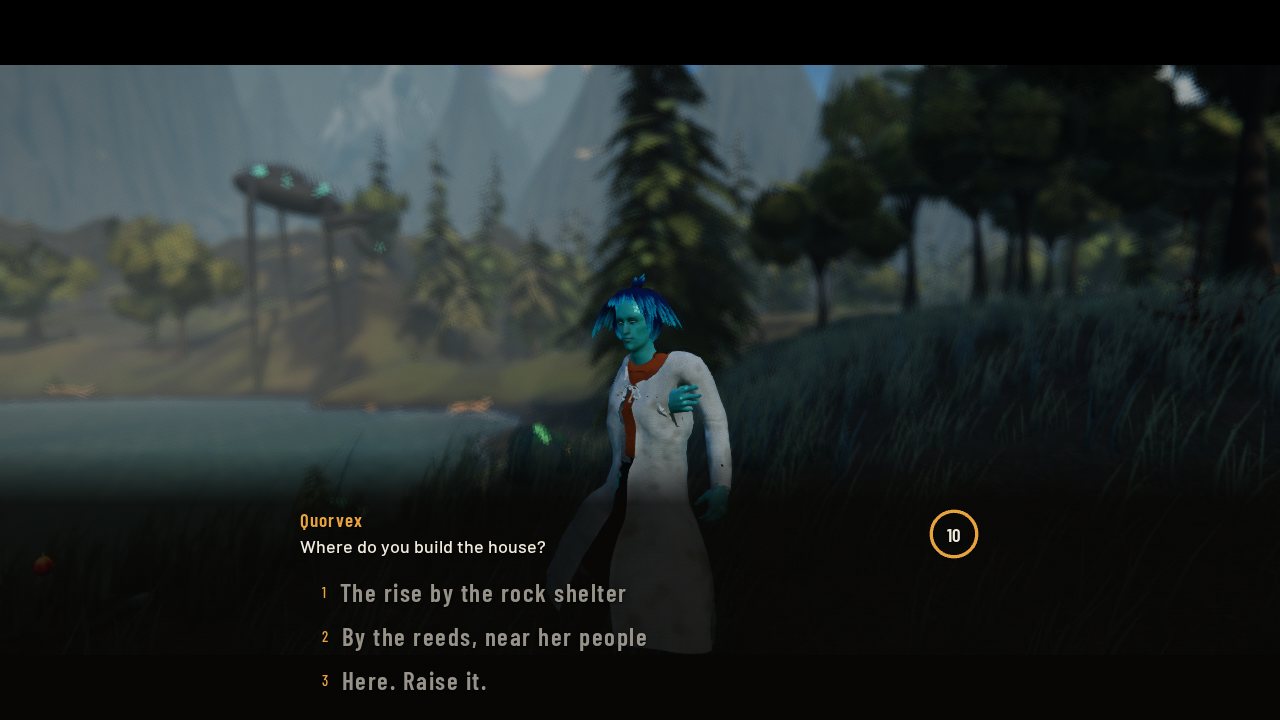 Quorvex
Where do you build the house?
10
1 The rise by the rock shelter
2 By the reeds, near her people
3 Here. Raise it.